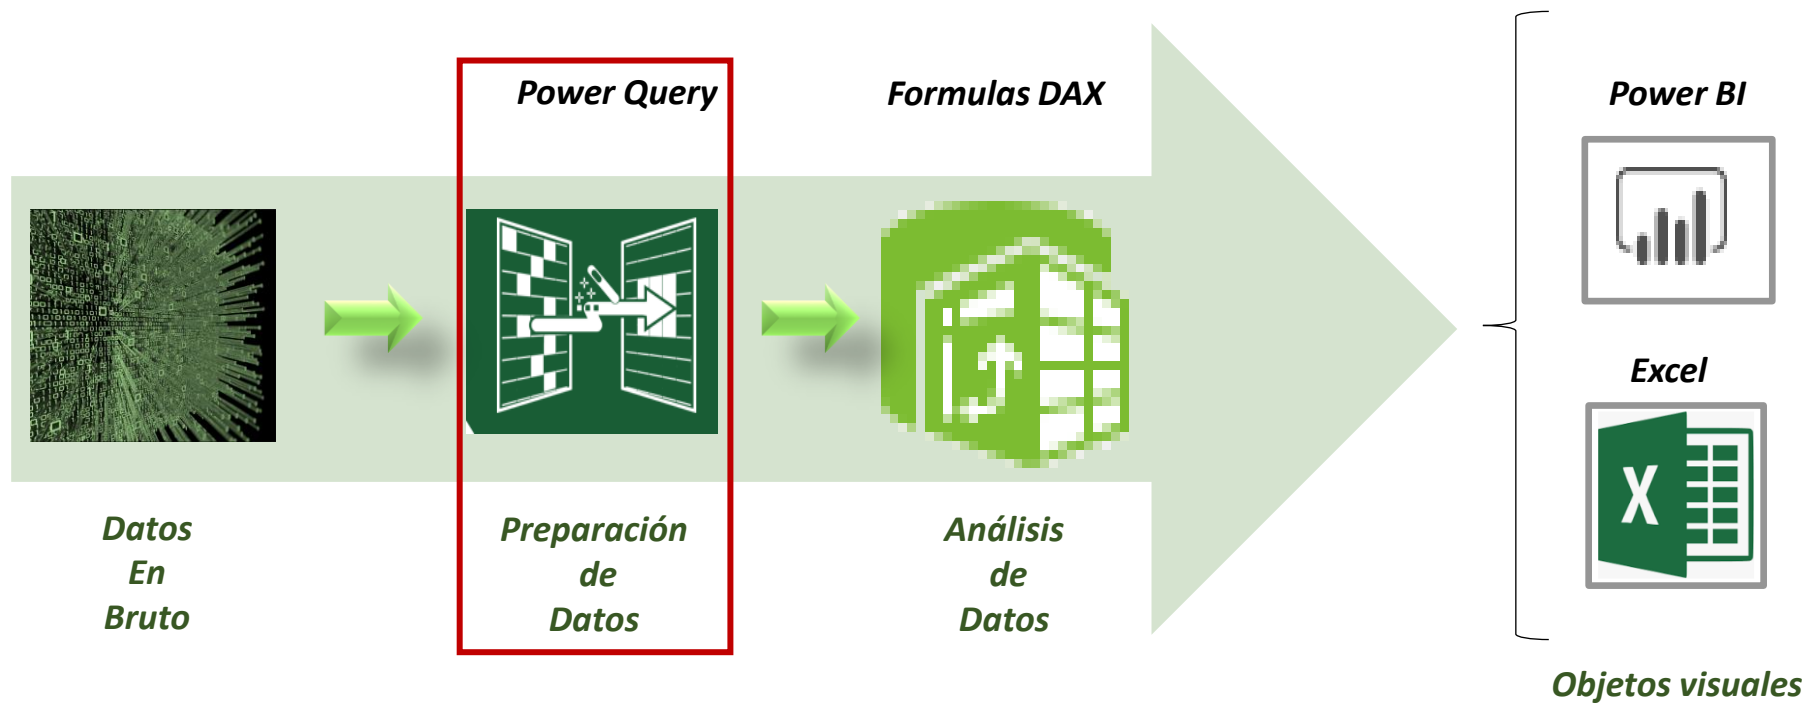 Power Query
Formulas DAX
Power BI
Excel
X
Datos
En
Bruto
Preparación
de
Datos
Análisis
de
Datos
Objetos visuales